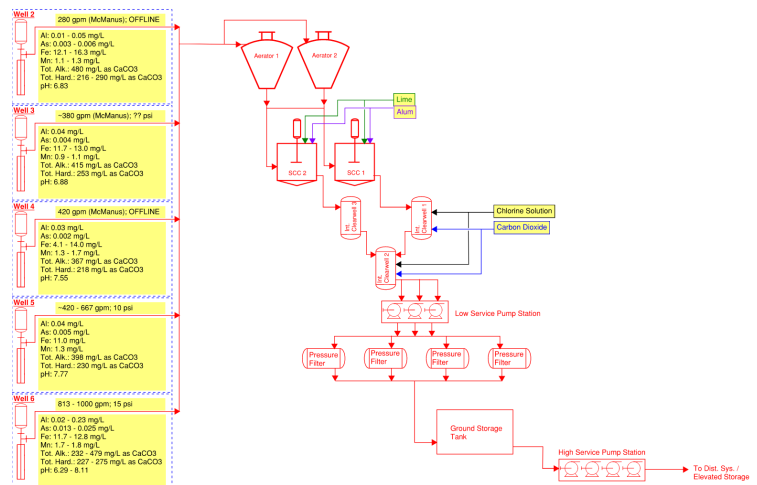 Well 2
280 gpm (McManus); OFFLINE
Al: 0.01 - 0.05 mg/L
As: 0.003 - 0.006 mg/L
Fe: 12.1 - 16.3 mg/L
Mn: 1.1 - 1.3 mg/L
Tot. Alk.: 480 mg/L as CaCO3
Tot. Hard.: 216 - 290 mg/L as CaCO3
pH: 6.83
Well 3
~380 gpm (McManus); ?? psi
Al: 0.04 mg/L
As: 0.004 mg/L
Fe: 11.7 - 13.0 mg/L
Mn: 0.9 - 1.1 mg/L
Tot. Alk.: 415 mg/L as CaCO3
Tot. Hard.: 253 mg/L as CaCO3
pH: 6.88
Well 4
420 gpm (McManus); OFFLINE
Al: 0.03 mg/L
As: 0.002 mg/L
Fe: 4.1 - 14.0 mg/L
Mn: 1.3 - 1.7 mg/L
Tot. Alk.: 367 mg/L as CaCO3
Tot. Hard.: 218 mg/L as CaCO3
pH: 7.55
Well 5
~420 - 667 gpm; 10 psi
Al: 0.04 mg/L
As: 0.005 mg/L
Fe: 11.0 mg/L
Mn: 1.3 mg/L
Tot. Alk.: 398 mg/L as CaCO3
Tot. Hard.: 230 mg/L as CaCO3
pH: 7.77
Well 6
813 - 1000 gpm; 15 psi
Al: 0.02 - 0.23 mg/L
As: 0.013 - 0.025 mg/L
Fe: 11.7 - 12.8 mg/L
Mn: 1.7 - 1.8 mg/L
Tot. Alk.: 232 - 479 mg/L as CaCO3
Tot. Hard.: 227 - 275 mg/L as CaCO3
pH: 6.29 - 8.11
Aerator 1
Aerator 2
Lime
Alum
SCC 2
SCC 1
Int.
Clearwell 3
Int.
Clearwell 1
Chlorine Solution
Carbon Dioxide
Int.
Clearwell 2
Low Service Pump Station
Pressure
Filter
Pressure
Filter
Pressure
Filter
Pressure
Filter
Ground Storage
Tank
High Service Pump Station
To Dist. Sys. /
Elevated Storage